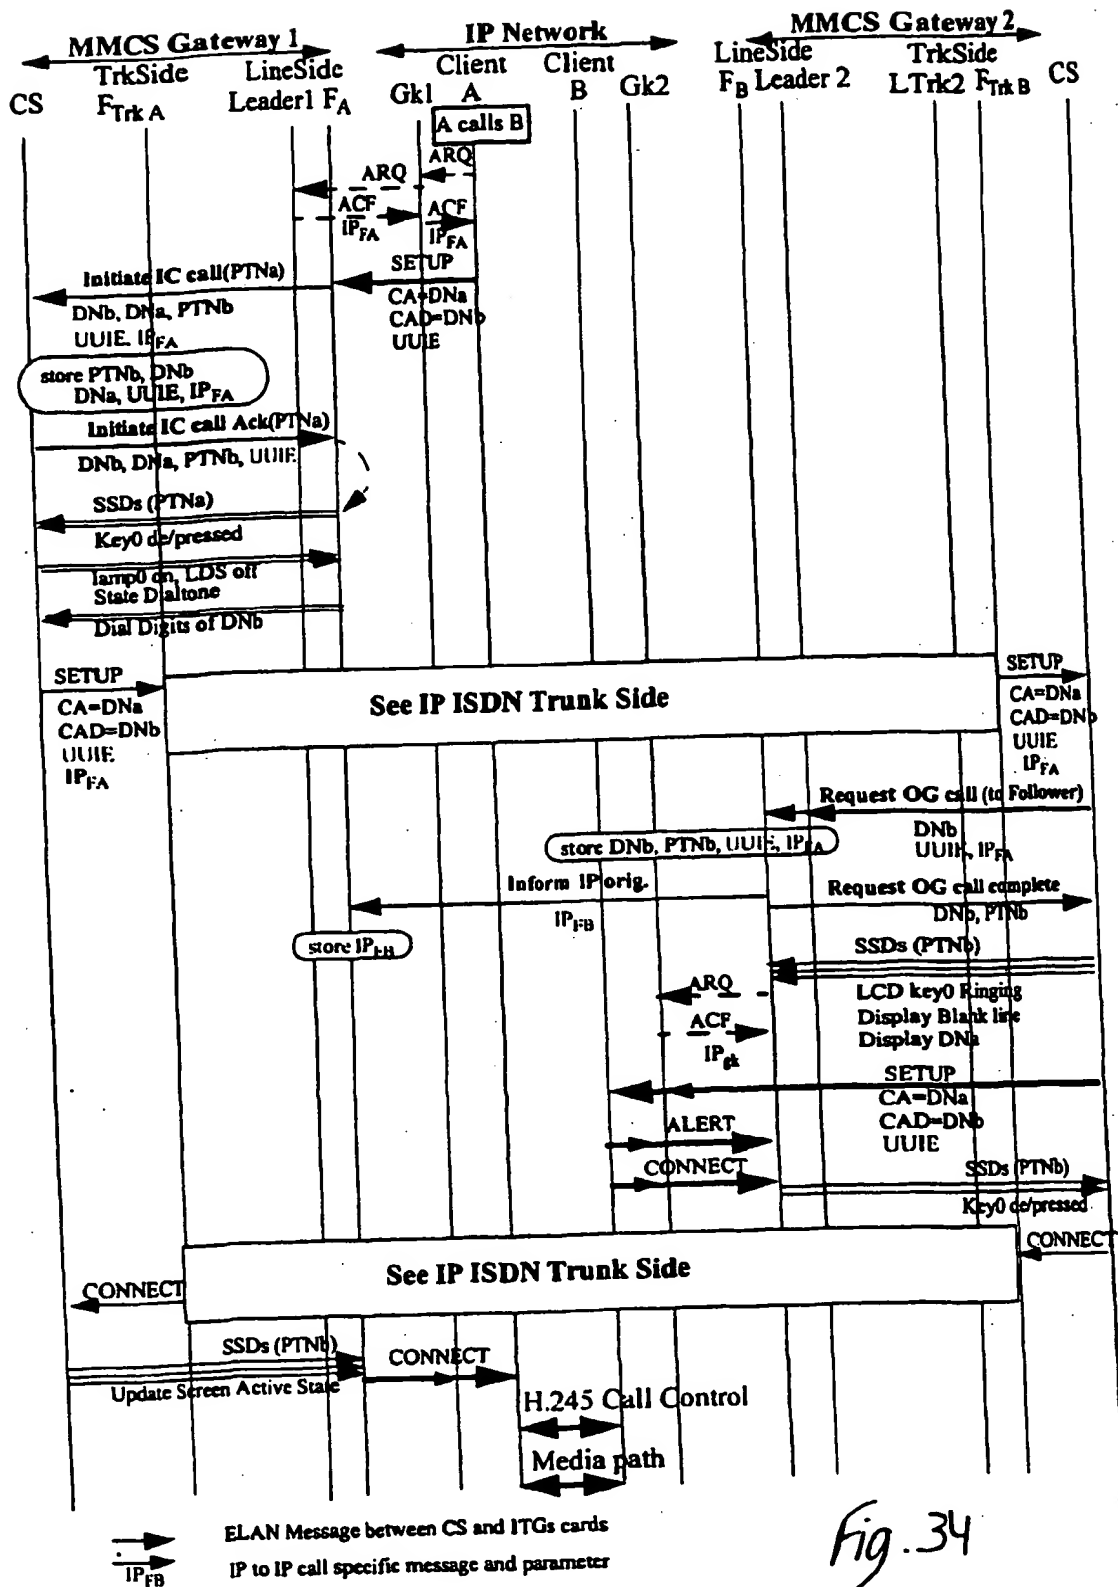 MMCS Gateway 1
IP Network
MMCS Gateway 2
CS
TrkSide
FTrk A
LineSide
Leader1 FA
Gk1
Client
A
Client
B
Gk2
LineSide
FB Leader 2
TrkSide
LTrk2 FTrk B
CS
A calls B
ARQ
ARQ
ACF
IPFA
ACF
IPFA
SETUP
Initiate IC call(PTNa)
CA=DNa
CAD=DNb
UUIE
DNb, DNa, PTNb
UUIE, IPFA
store PTNb, DNb
DNa, UUIE, IPFA
Initiate IC call Ack(PTNa)
DNb, DNa, PTNb, UUIE
SSDs (PTNa)
Key0 de/pressed
lamp0 on, LDS off
State Dialtone
Dial Digits of DNb
SETUP
CA=DNa
CAD=DNb
UUIE
IPFA
See IP ISDN Trunk Side
SETUP
CA=DNa
CAD=DNb
UUIE
IPFA
Request OG call (to Follower)
DNb
UUIE, IPFA
store DNb, PTNb, UUIE, IPFA
Inform IP orig.
IPFB
Request OG call complete
DNb, PTNb
store IPFB
SSDs (PTNb)
LCD key0 Ringing
Display Blank line
Display DNa
ARQ
ACF
IPgk
SETUP
CA=DNa
CAD=DNb
UUIE
ALERT
CONNECT
SSDs (PTNb)
Key0 de/pressed
CONNECT
See IP ISDN Trunk Side
CONNECT
SSDs (PTNb)
Update Screen Active State
CONNECT
H.245 Call Control
Media path
ELAN Message between CS and ITGs cards
IPFB
IP to IP call specific message and parameter
Fig. 34